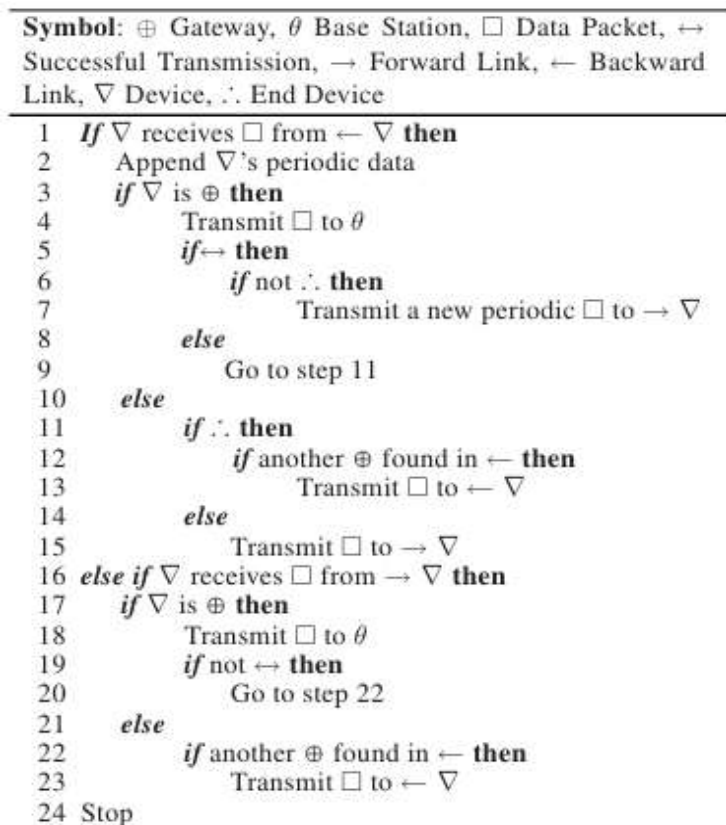 Symbol: ⊕ Gateway, θ Base Station, □ Data Packet, ↔
Successful Transmission, → Forward Link, ← Backward
Link, ∇ Device, ∴ End Device
1 If ∇ receives □ from ← ∇ then
2 Append ∇'s periodic data
3 if ∇ is ⊕ then
4 Transmit □ to θ
5 if↔ then
6 if not ∴ then
7 Transmit a new periodic □ to → ∇
8 else
9 Go to step 11
10 else
11 if ∴ then
12 if another ⊕ found in ← then
13 Transmit □ to ← ∇
14 else
15 Transmit □ to → ∇
16 else if ∇ receives □ from → ∇ then
17 if ∇ is ⊕ then
18 Transmit □ to θ
19 if not ↔ then
20 Go to step 22
21 else
22 if another ⊕ found in ← then
23 Transmit □ to ← ∇
24 Stop